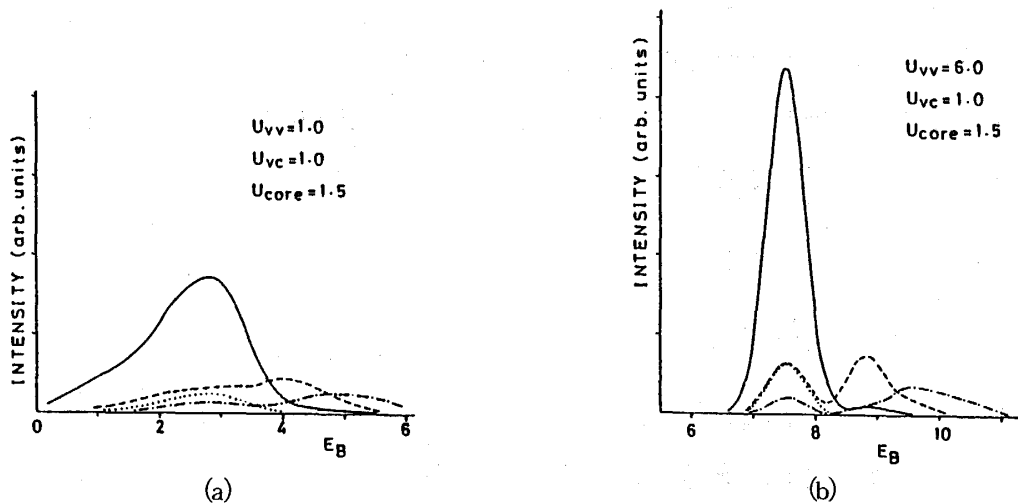 INTENSITY (arb. units)
Uvv=1.0
Uvc=1.0
Ucore=1.5
0 2 4 6
EB
(a)
INTENSITY (arb. units)
Uvv=6.0
Uvc=1.0
Ucore=1.5
6 8 10
EB
(b)